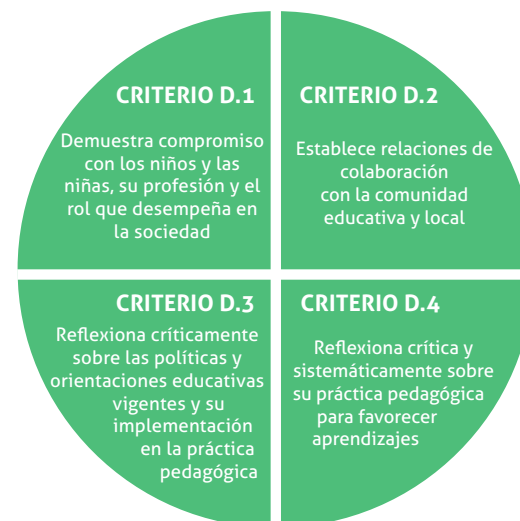 CRITERIO D.1
Demuestra compromiso
con los niños y las
niñas, su profesión y el
rol que desempeña en
la sociedad
CRITERIO D.2
Establece relaciones de
colaboración
con la comunidad
educativa y local
CRITERIO D.3
Reflexiona críticamente
sobre las políticas y
orientaciones educativas
vigentes y su
implementación
en la práctica
pedagógica
CRITERIO D.4
Reflexiona crítica y
sistemáticamente sobre
su práctica pedagógica
para favorecer
aprendizajes